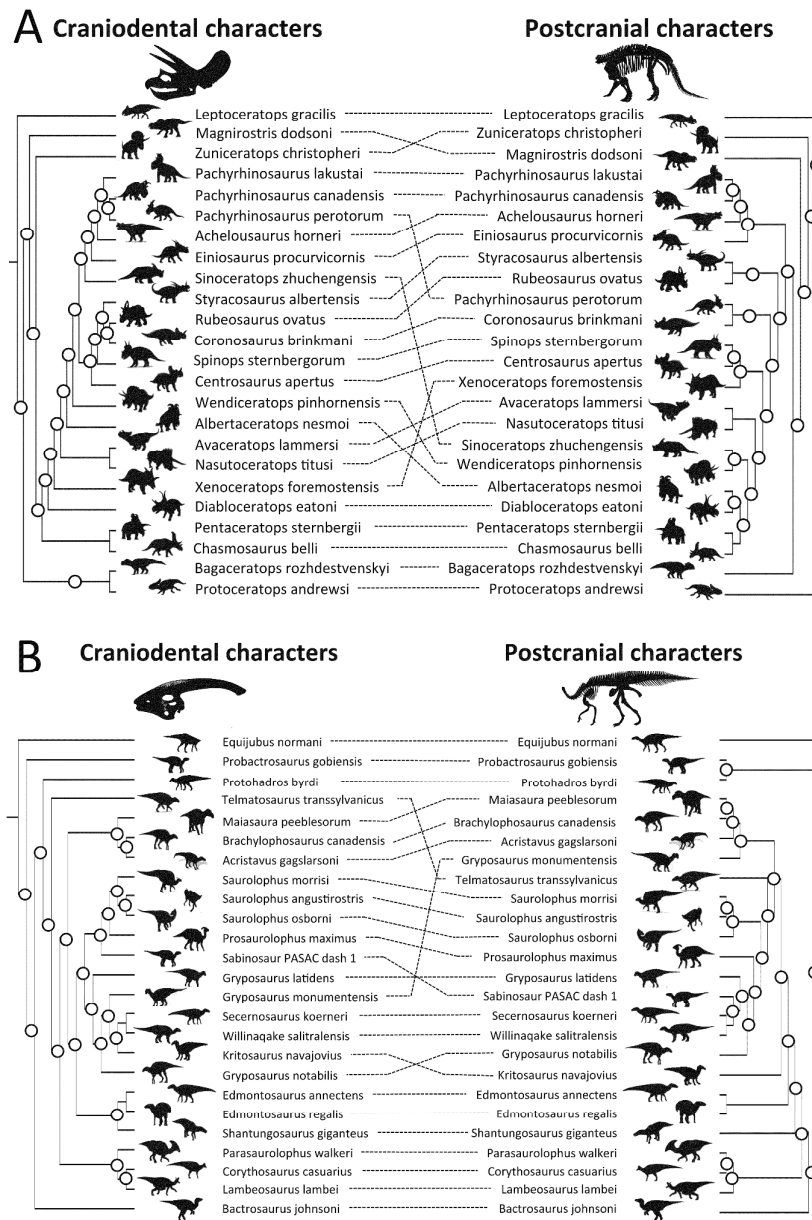 A
Craniodental characters Postcranial characters
Leptoceratops gracilis Leptoceratops gracilis
Magnirostris dodsoni Zuniceratops christopheri
Zuniceratops christopheri Magnirostris dodsoni
Pachyrhinosaurus lakustai Pachyrhinosaurus lakustai
Pachyrhinosaurus canadensis Pachyrhinosaurus canadensis
Pachyrhinosaurus perotorum Achelousaurus horneri
Achelousaurus horneri Einiosaurus procurvicornis
Einiosaurus procurvicornis Styracosaurus albertensis
Sinoceratops zhuchengensis Rubeosaurus ovatus
Styracosaurus albertensis Pachyrhinosaurus perotorum
Rubeosaurus ovatus Coronosaurus brinkmani
Coronosaurus brinkmani Spinops sternbergorum
Spinops sternbergorum Centrosaurus apertus
Centrosaurus apertus Xenoceratops foremostensis
Wendiceratops pinhornensis Avaceratops lammersi
Albertaceratops nesmoi Nasutoceratops titusi
Avaceratops lammersi Sinoceratops zhuchengensis
Nasutoceratops titusi Wendiceratops pinhornensis
Xenoceratops foremostensis Albertaceratops nesmoi
Diabloceratops eatoni Diabloceratops eatoni
Pentaceratops sternbergii Pentaceratops sternbergii
Chasmosaurus belli Chasmosaurus belli
Bagaceratops rozhdestvenskyi Bagaceratops rozhdestvenskyi
Protoceratops andrewsi Protoceratops andrewsi
B
Craniodental characters Postcranial characters
Equijubus normani Equijubus normani
Probactrosaurus gobiensis Probactrosaurus gobiensis
Protohadros byrdi Protohadros byrdi
Telmatosaurus transsylvanicus Maiasaura peeblesorum
Maiasaura peeblesorum Brachylophosaurus canadensis
Brachylophosaurus canadensis Acristavus gagslarsoni
Acristavus gagslarsoni Gryposaurus monumentensis
Saurolophus morrisi Telmatosaurus transsylvanicus
Saurolophus angustirostris Saurolophus morrisi
Saurolophus osborni Saurolophus angustirostris
Prosaurolophus maximus Saurolophus osborni
Sabinosaur PASAC dash 1 Prosaurolophus maximus
Gryposaurus latidens Gryposaurus latidens
Gryposaurus monumentensis Sabinosaur PASAC dash 1
Secernosaurus koerneri Secernosaurus koerneri
Willinaqake salitralensis Willinaqake salitralensis
Kritosaurus navajovius Gryposaurus notabilis
Gryposaurus notabilis Kritosaurus navajovius
Edmontosaurus annectens Edmontosaurus annectens
Edmontosaurus regalis Edmontosaurus regalis
Shantungosaurus giganteus Shantungosaurus giganteus
Parasaurolophus walkeri Parasaurolophus walkeri
Corythosaurus casuarius Corythosaurus casuarius
Lambeosaurus lambei Lambeosaurus lambei
Bactrosaurus johnsoni Bactrosaurus johnsoni